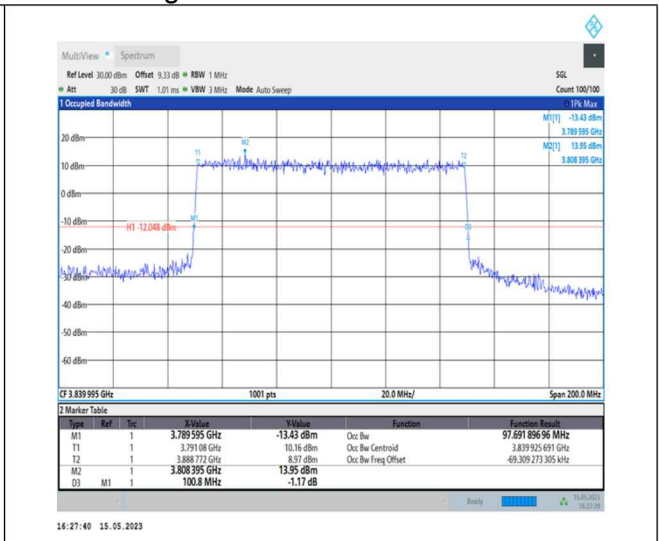 MultiView Spectrum
Ref Level 30.00 dBm Offset 9.33 dB RBW 1 MHz SGL
Att 30 dB SWT 1.01 ms VBW 3 MHz Mode Auto Sweep Count 100/100
1 Occupied Bandwidth 1Pk Max
M1[1] -13.43 dBm
3.789 595 GHz
M2[1] 13.95 dBm
3.808 395 GHz
20 dBm
M2
T1 T2
10 dBm
0 dBm
-10 dBm
M1
H1 -12.048 dBm
D3
-20 dBm
-30 dBm
-40 dBm
-50 dBm
-60 dBm
CF 3.839 995 GHz 1001 pts 20.0 MHz/ Span 200.0 MHz
2 Marker Table
Type Ref Trc X-Value Y-Value Function Function Result
M1 1 3.789 595 GHz -13.43 dBm Occ Bw 97.691 896 96 MHz
T1 1 3.791 08 GHz 10.16 dBm Occ Bw Centroid 3.839 925 691 GHz
T2 1 3.888 772 GHz 8.97 dBm Occ Bw Freq Offset -69.309 273 305 kHz
M2 1 3.808 395 GHz 13.95 dBm
D3 M1 1 100.8 MHz -1.17 dB
Ready 15.05.2023
16:27:39
16:27:40 15.05.2023